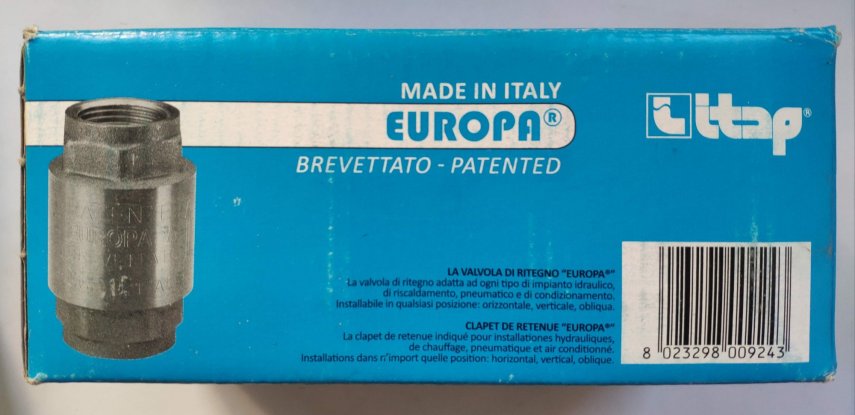 MADE IN ITALY
EUROPA®
BREVETTATO - PATENTED
itap®
EUROPA
LA VALVOLA DI RITEGNO "EUROPA®"
La valvola di ritegno adatta ad ogni tipo di impianto idraulico,
di riscaldamento, pneumatico e di condizionamento.
Installabile in qualsiasi posizione: orizzontale, verticale, obliqua.
CLAPET DE RETENUE "EUROPA®"
La clapet de retenue indiqué pour installationes hydrauliques,
de chauffage, pneumatique et air conditionné.
Installations dans n'import quelle position: horizontal, vertical, oblique.
8 023298 009243